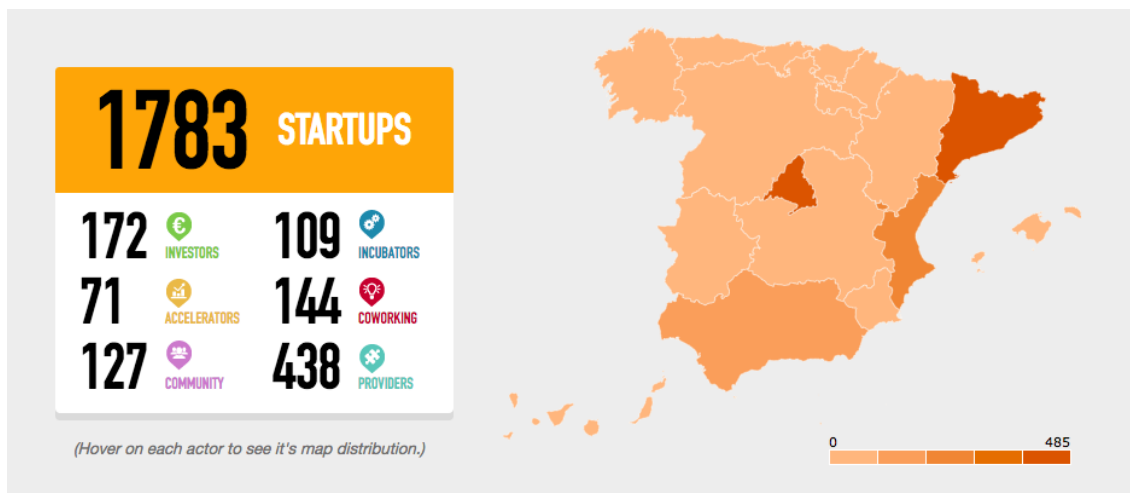 1783 STARTUPS
172 INVESTORS
109 INCUBATORS
71 ACCELERATORS
144 COWORKING
127 COMMUNITY
438 PROVIDERS
(Hover on each actor to see it's map distribution.)
0 485